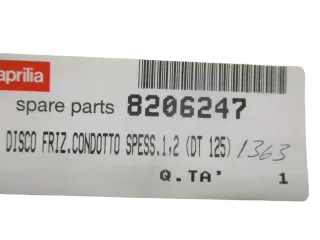 aprilia
spare parts 8206247
DISCO FRIZ.CONDOTTO SPESS.1,2 (DT 125) 1363
Q.TA' 1